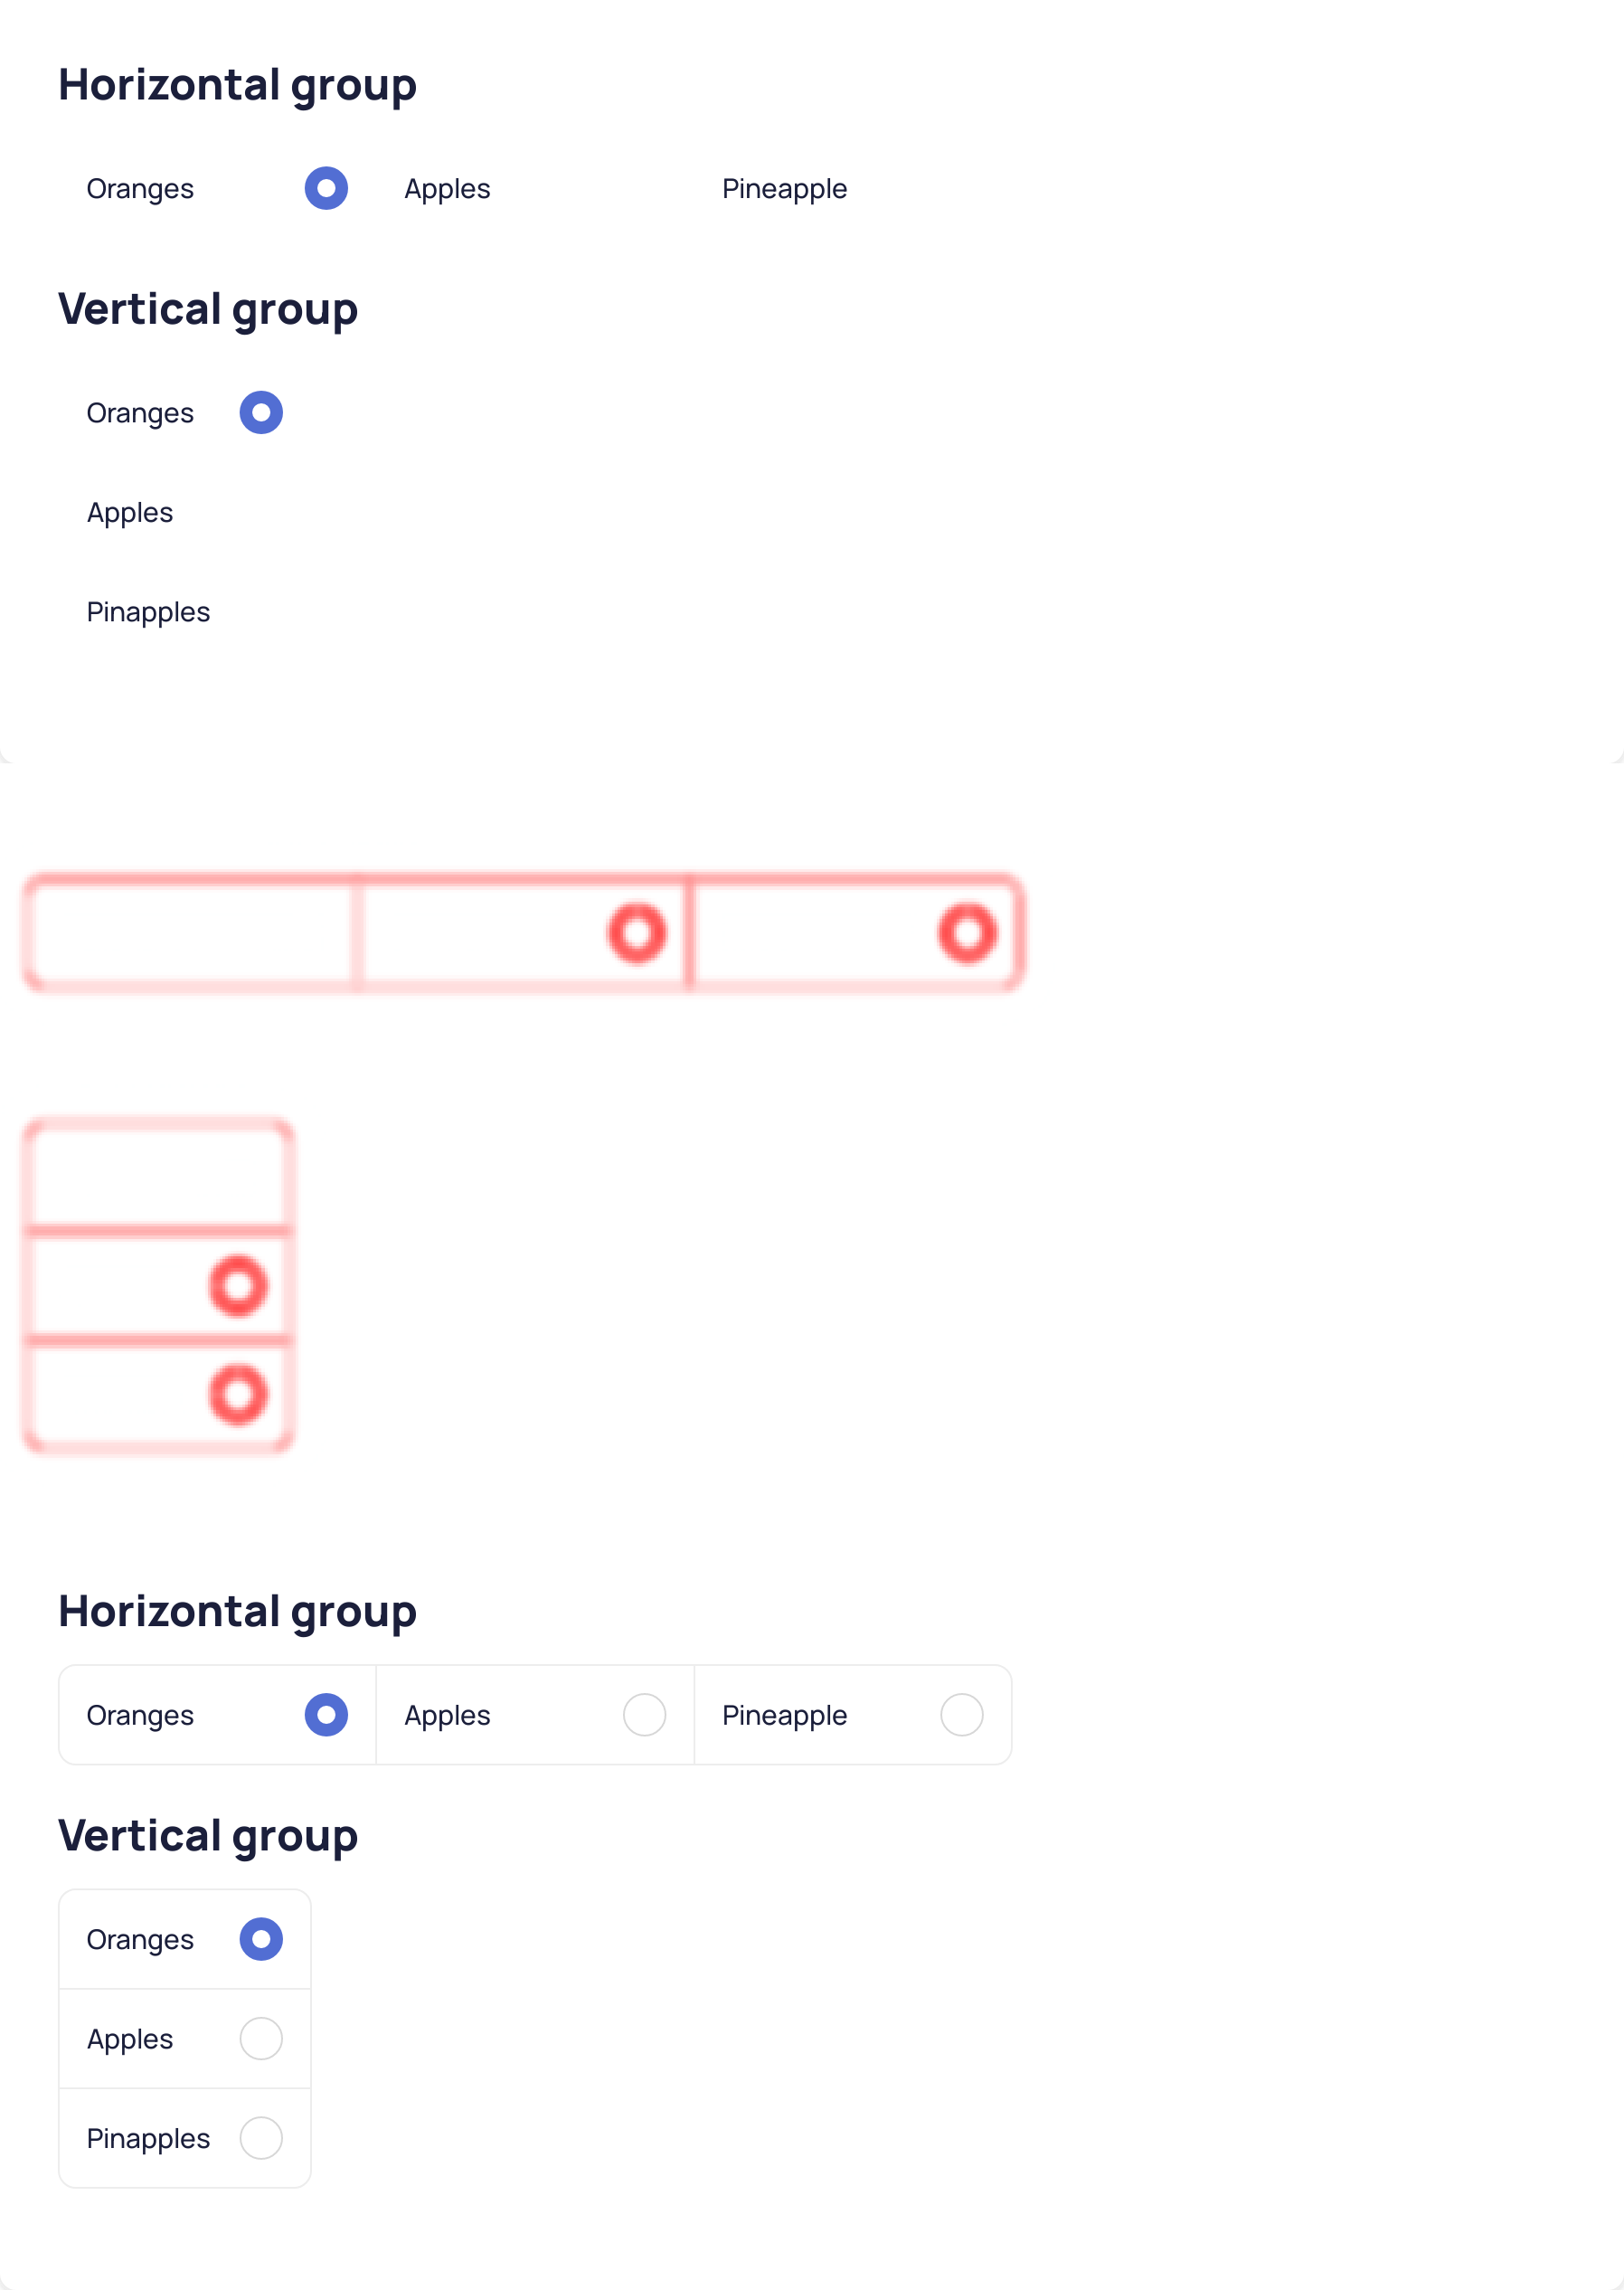 Horizontal group
Oranges Apples Pineapple
Vertical group
Oranges
Apples
Pinapples
Horizontal group
Oranges Apples Pineapple
Vertical group
Oranges
Apples
Pinapples